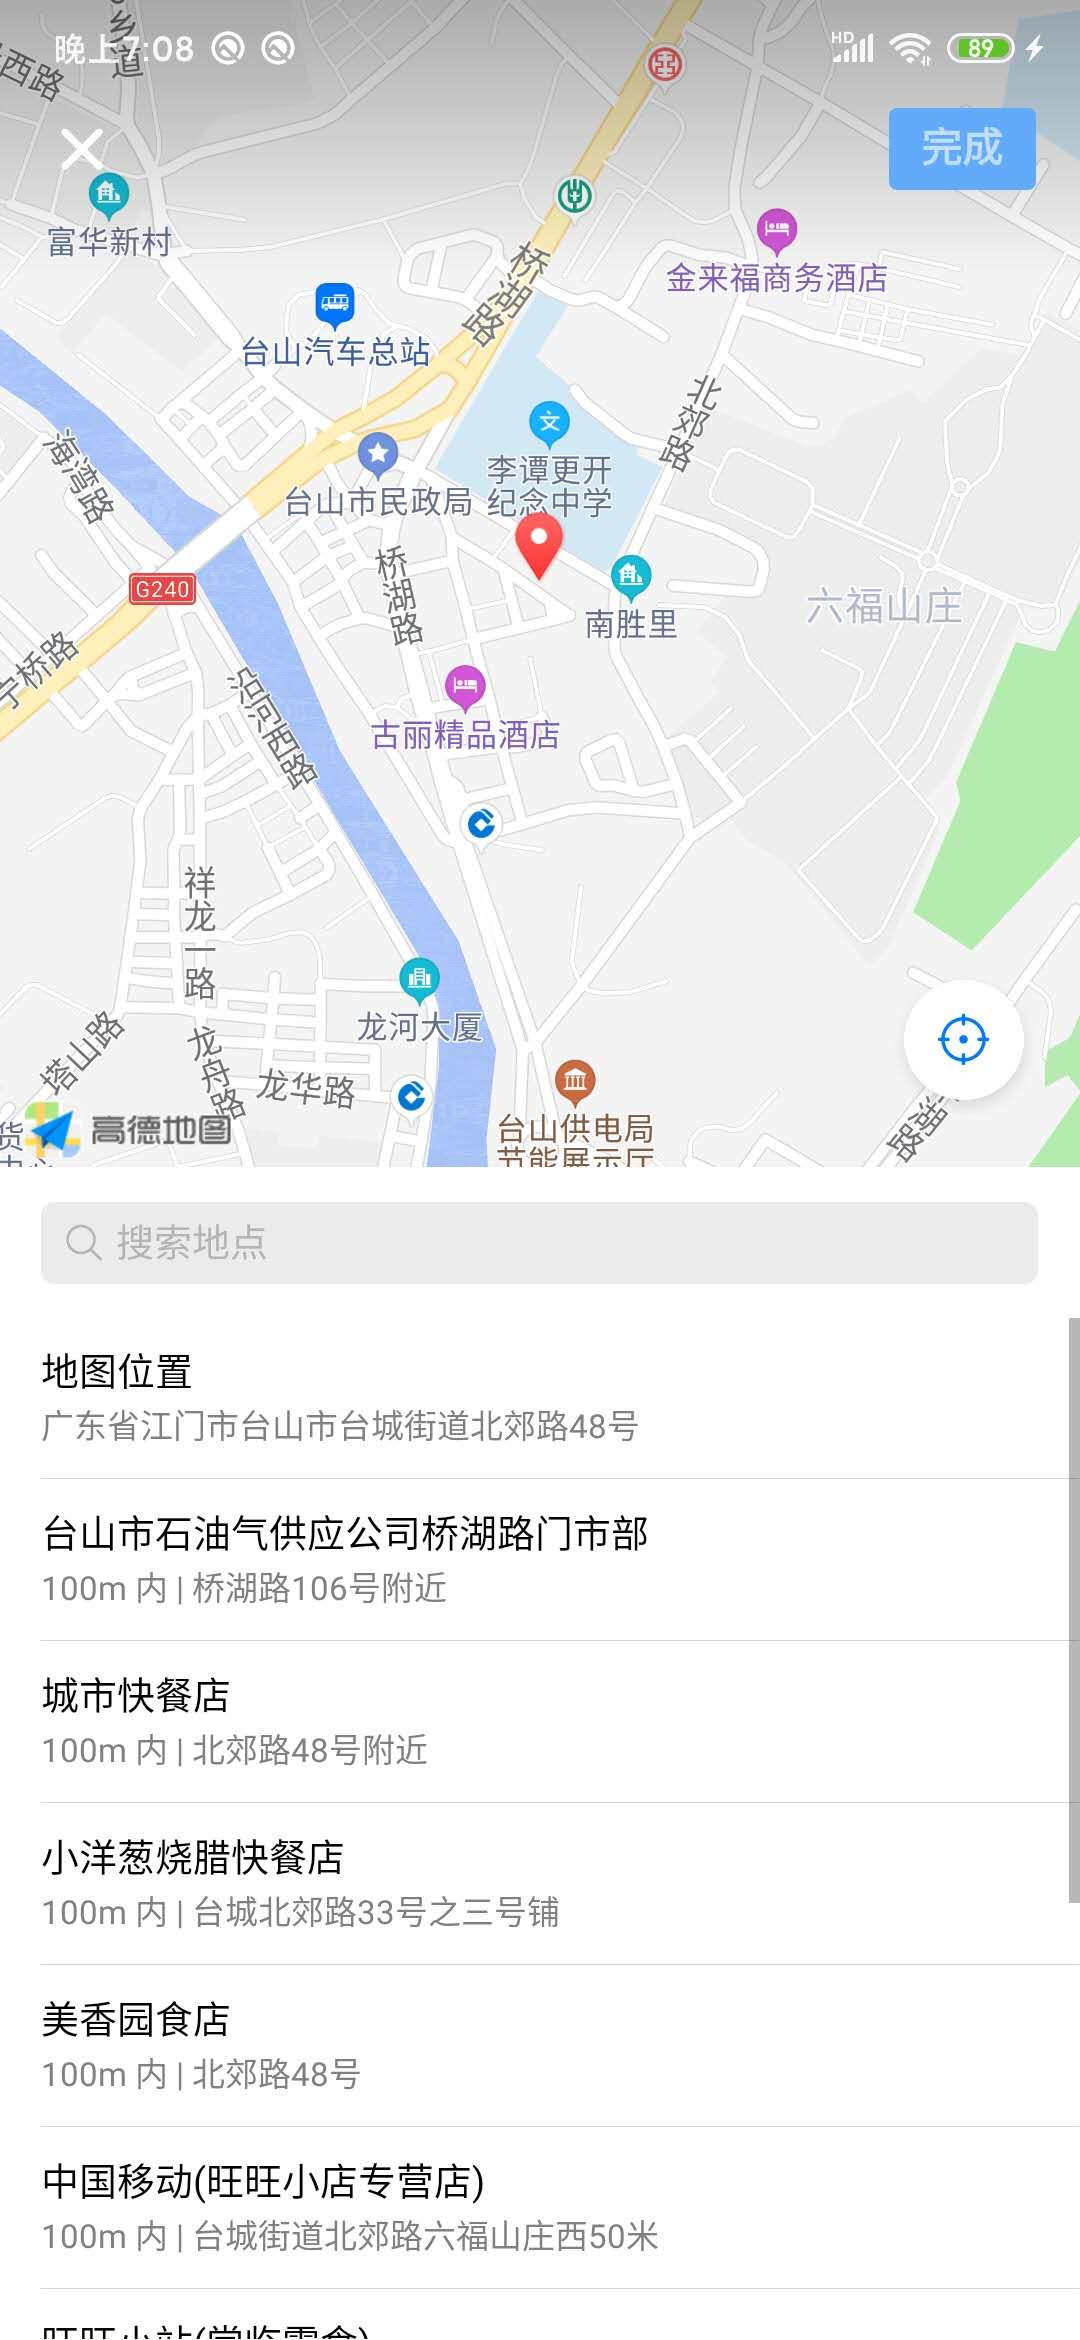 晚上7:08
HD
89
完成
富华新村
金来福商务酒店
桥湖路
台山汽车总站
北郊路
李谭更开
纪念中学
台山市民政局
海湾路
G240
桥湖路
南胜里
六福山庄
宁桥路
沿河西路
古丽精品酒店
祥龙一路
龙河大厦
塔山路
龙舟路
龙华路
台山供电局
节能展示厅
湖路
高德地图
搜索地点
地图位置
广东省江门市台山市台城街道北郊路48号
台山市石油气供应公司桥湖路门市部
100m 内 | 桥湖路106号附近
城市快餐店
100m 内 | 北郊路48号附近
小洋葱烧腊快餐店
100m 内 | 台城北郊路33号之三号铺
美香园食店
100m 内 | 北郊路48号
中国移动(旺旺小店专营店)
100m 内 | 台城街道北郊路六福山庄西50米